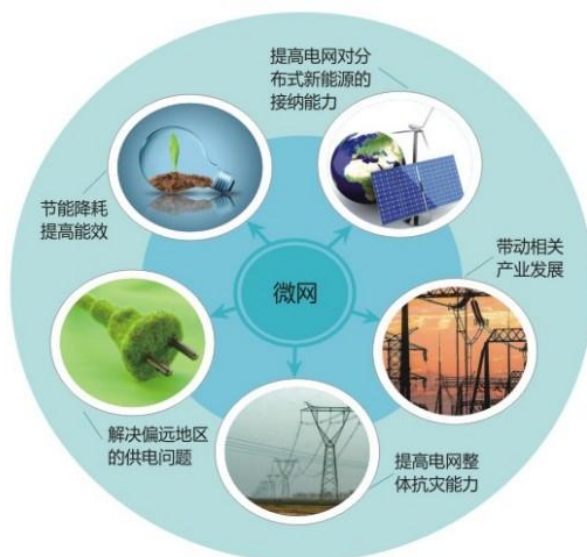 提高电网对分
布式新能源的
接纳能力
节能降耗
提高能效
带动相关
产业发展
微网
解决偏远地区
的供电问题
提高电网整
体抗灾能力